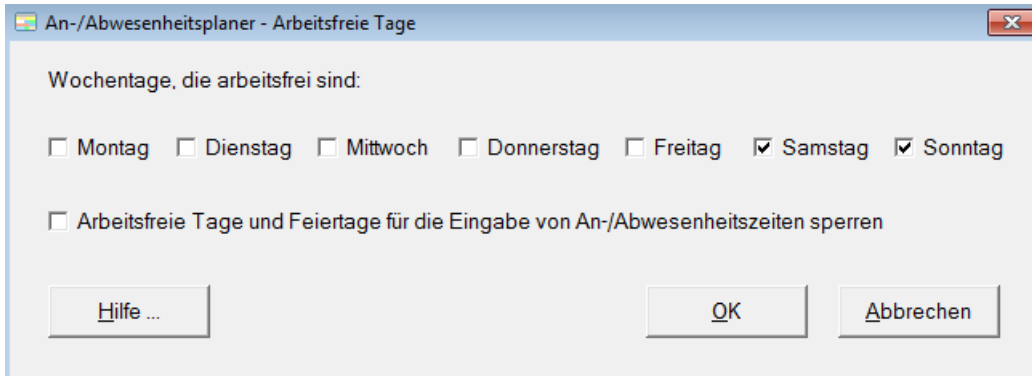 An-/Abwesenheitsplaner - Arbeitsfreie Tage
Wochentage, die arbeitsfrei sind:
Montag Dienstag Mittwoch Donnerstag Freitag Samstag Sonntag
Arbeitsfreie Tage und Feiertage für die Eingabe von An-/Abwesenheitszeiten sperren
Hilfe ... OK Abbrechen